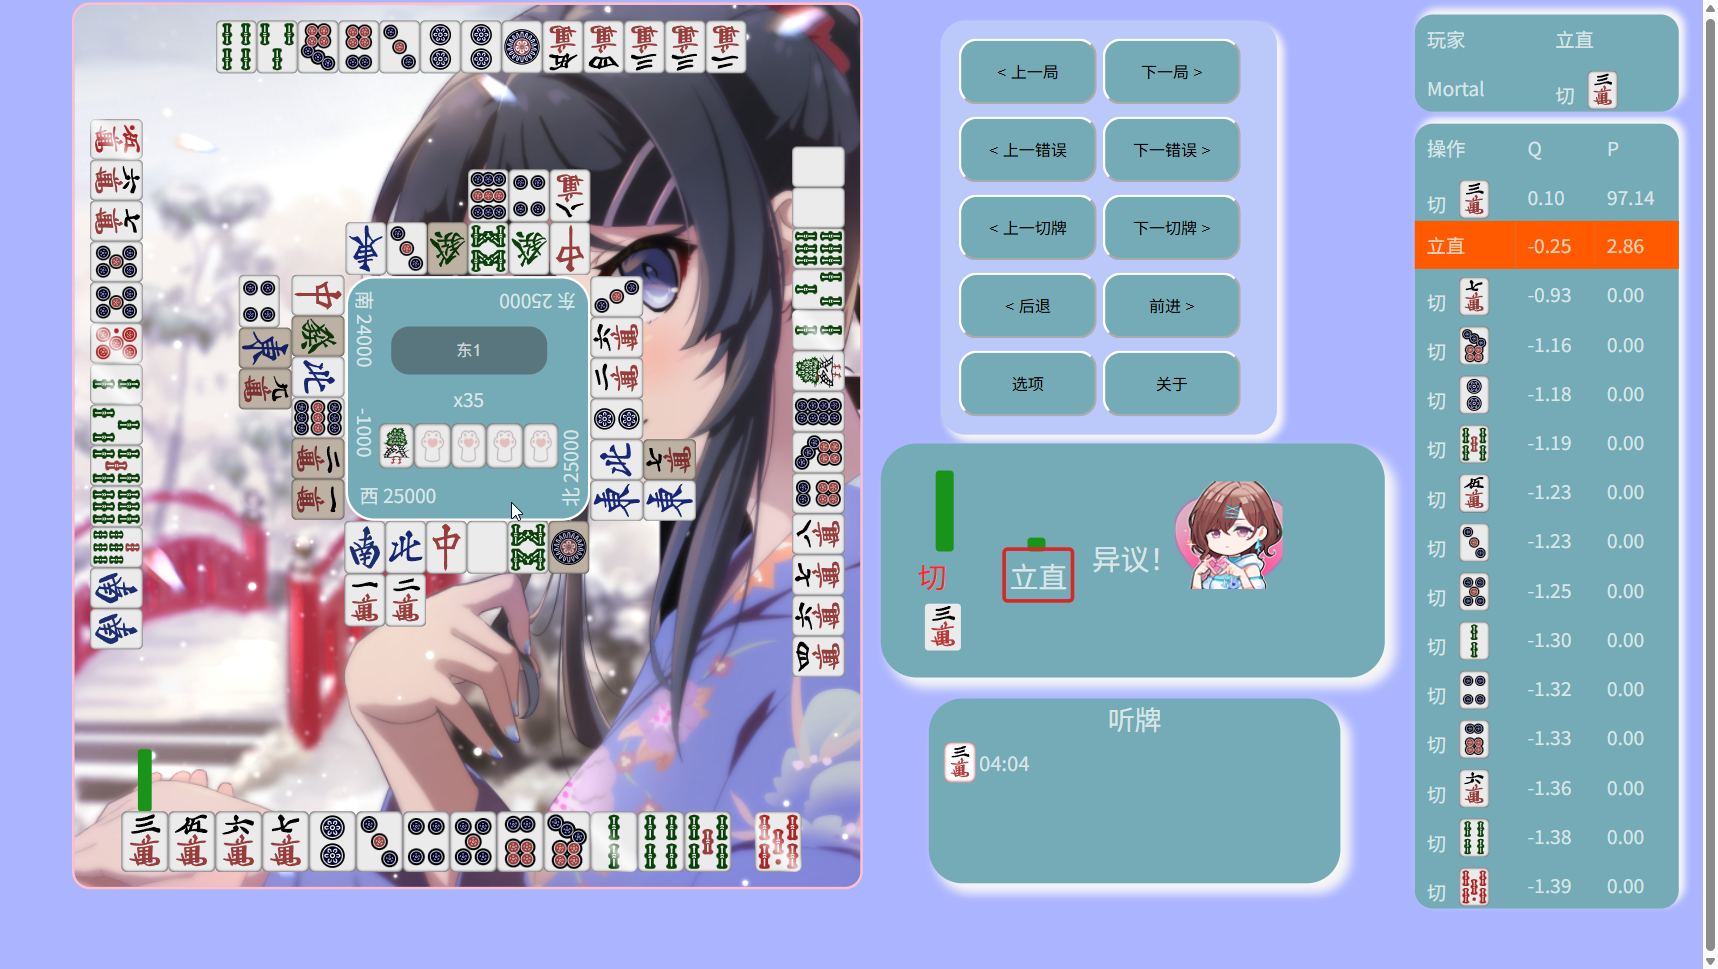 东 25000
南 24000
-1000
东1
x35
西 25000
北 25000
< 上一局
下一局 >
< 上一错误
下一错误 >
< 上一切牌
下一切牌 >
< 后退
前进 >
选项
关于
切
立直
异议！
听牌
04:04
玩家 立直
Mortal 切
操作 Q P
切 0.10 97.14
立直 -0.25 2.86
切 -0.93 0.00
切 -1.16 0.00
切 -1.18 0.00
切 -1.19 0.00
切 -1.23 0.00
切 -1.23 0.00
切 -1.25 0.00
切 -1.30 0.00
切 -1.32 0.00
切 -1.33 0.00
切 -1.36 0.00
切 -1.38 0.00
切 -1.39 0.00